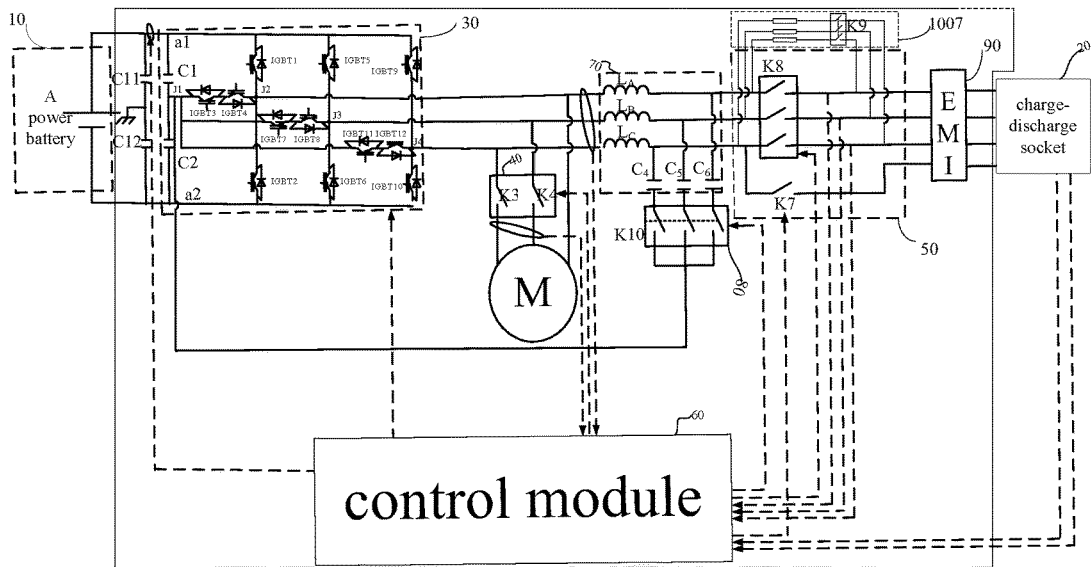 10
30
1007
20
90
K9
a1
IGBT1
IGBT5
IGBT9
70
K8
C11
C1
J1
J2
LA
A
power
battery
IGBT3
IGBT4
J3
LB
E
M
I
charge-
discharge
socket
IGBT7
IGBT8
IGBT11
IGBT12
J4
LC
C12
C2
40
C4
C5
C6
IGBT2
IGBT6
IGBT10
K3
K4
K7
a2
K10
50
80
M
60
control module